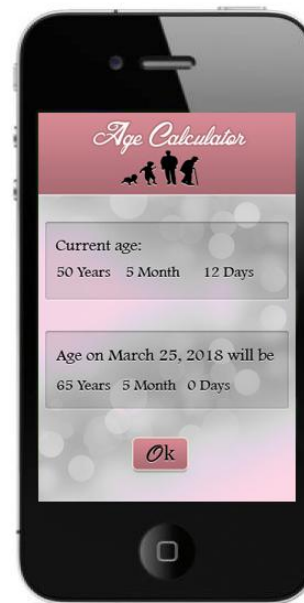 Age Calculator
Current age:
50 Years 5 Month 12 Days
Age on March 25, 2018 will be
65 Years 5 Month 0 Days
Ok